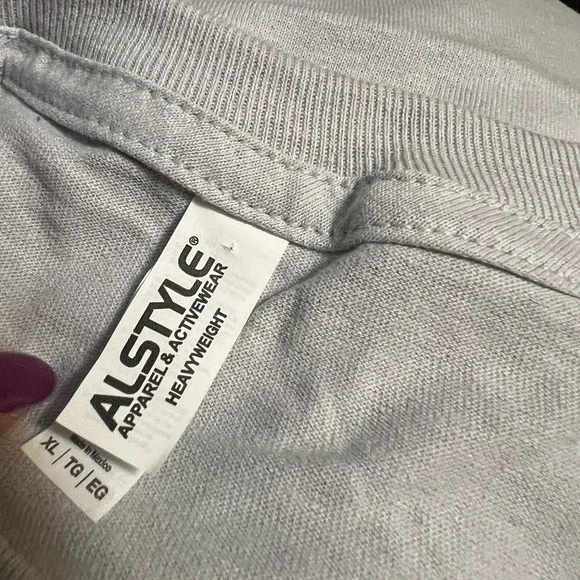 ALSTYLE®
APPAREL & ACTIVEWEAR
HEAVYWEIGHT
Made in Mexico
XL / TG / EG